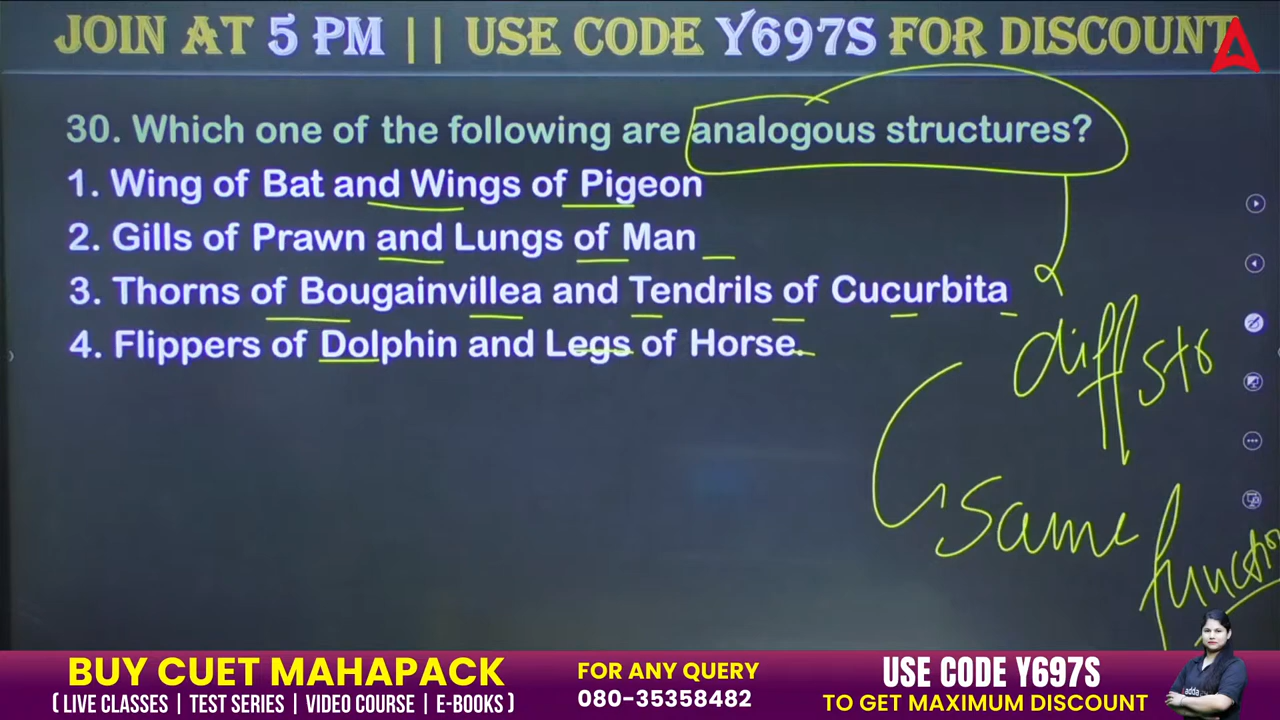 JOIN AT 5 PM || USE CODE Y697S FOR DISCOUNT
30. Which one of the following are analogous structures?
1. Wing of Bat and Wings of Pigeon
2. Gills of Prawn and Lungs of Man
3. Thorns of Bougainvillea and Tendrils of Cucurbita
4. Flippers of Dolphin and Legs of Horse.
diff str
same
function
BUY CUET MAHAPACK
( LIVE CLASSES | TEST SERIES | VIDEO COURSE | E-BOOKS )
FOR ANY QUERY
080-35358482
USE CODE Y697S
TO GET MAXIMUM DISCOUNT
adda